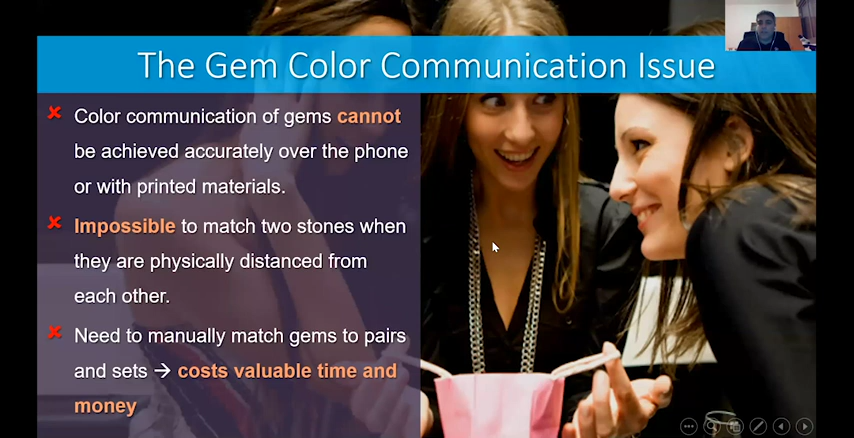 The Gem Color Communication Issue
Color communication of gems cannot
be achieved accurately over the phone
or with printed materials.
Impossible to match two stones when
they are physically distanced from
each other.
Need to manually match gems to pairs
and sets → costs valuable time and
money